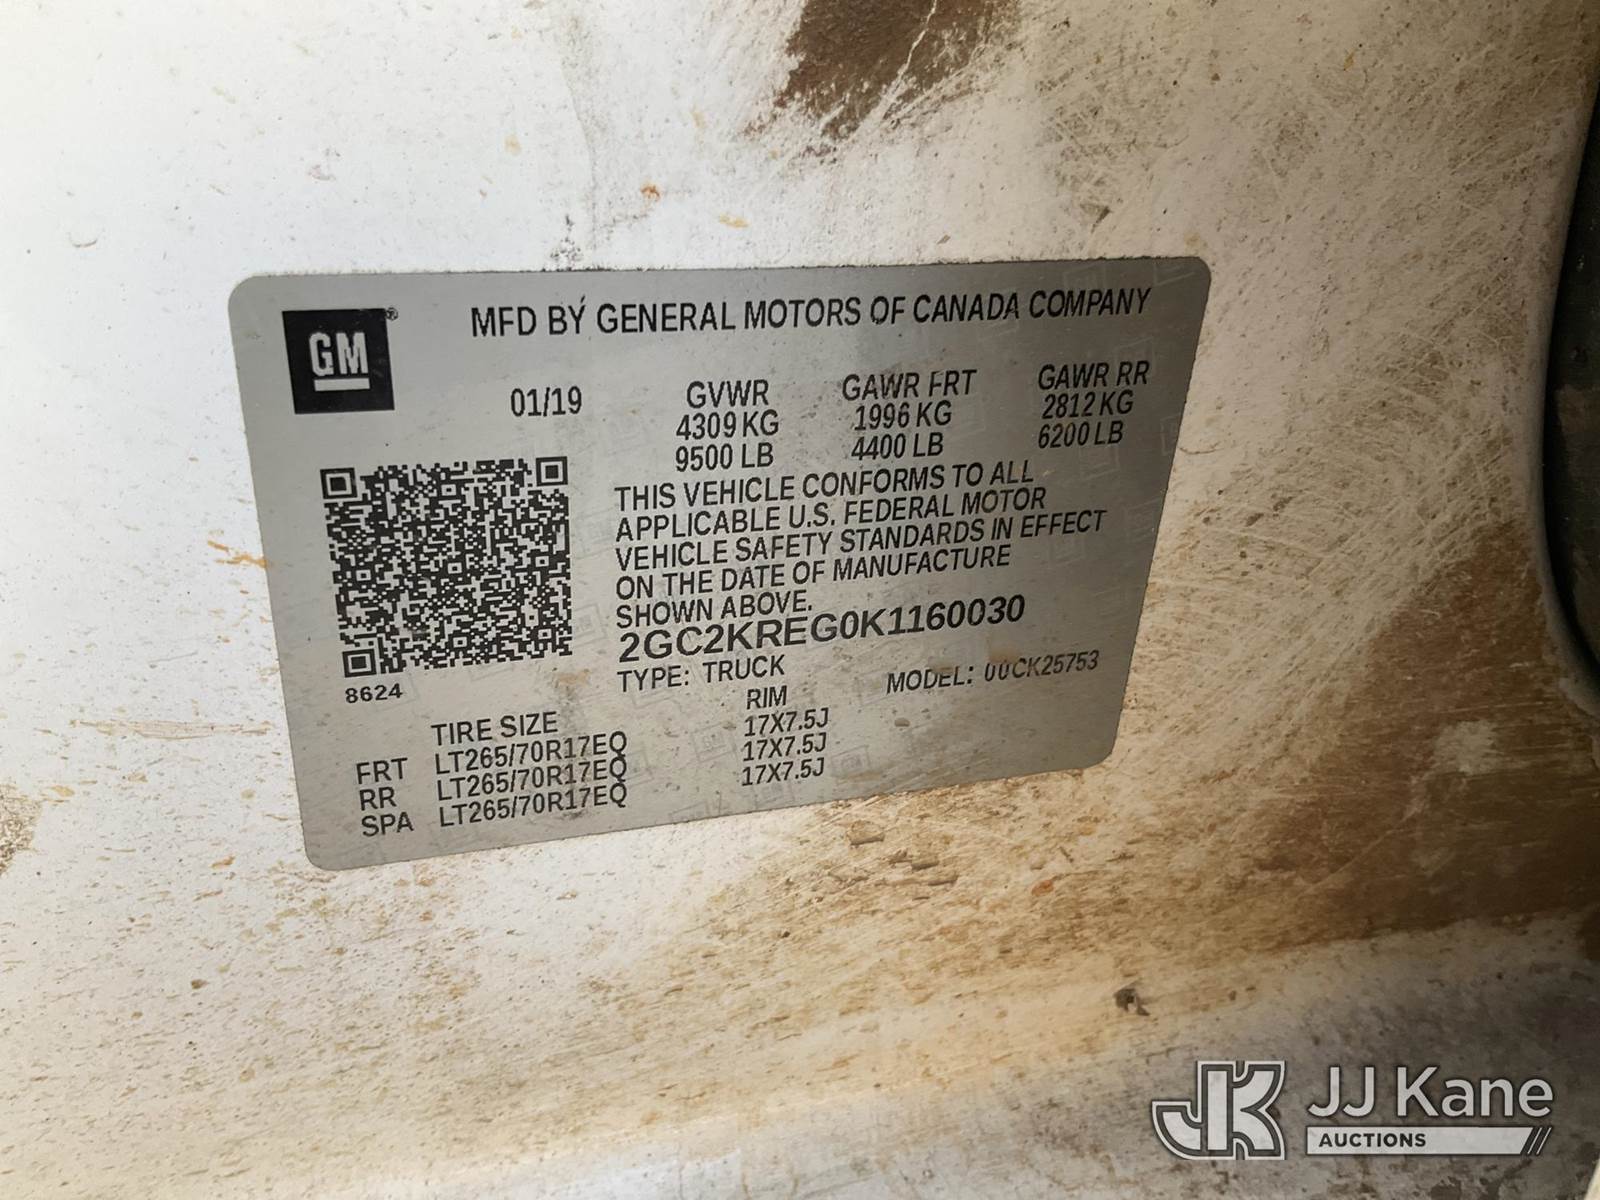 GM®
MFD BY GENERAL MOTORS OF CANADA COMPANY
01/19
GVWR GAWR FRT GAWR RR
4309 KG 1996 KG 2812 KG
9500 LB 4400 LB 6200 LB
THIS VEHICLE CONFORMS TO ALL
APPLICABLE U.S. FEDERAL MOTOR
VEHICLE SAFETY STANDARDS IN EFFECT
ON THE DATE OF MANUFACTURE
SHOWN ABOVE.
2GC2KREG0K1160030
TYPE: TRUCK MODEL: 00CK25753
8624
TIRE SIZE RIM
FRT LT265/70R17EQ 17X7.5J
RR LT265/70R17EQ 17X7.5J
SPA LT265/70R17EQ 17X7.5J
JK JJ Kane
AUCTIONS